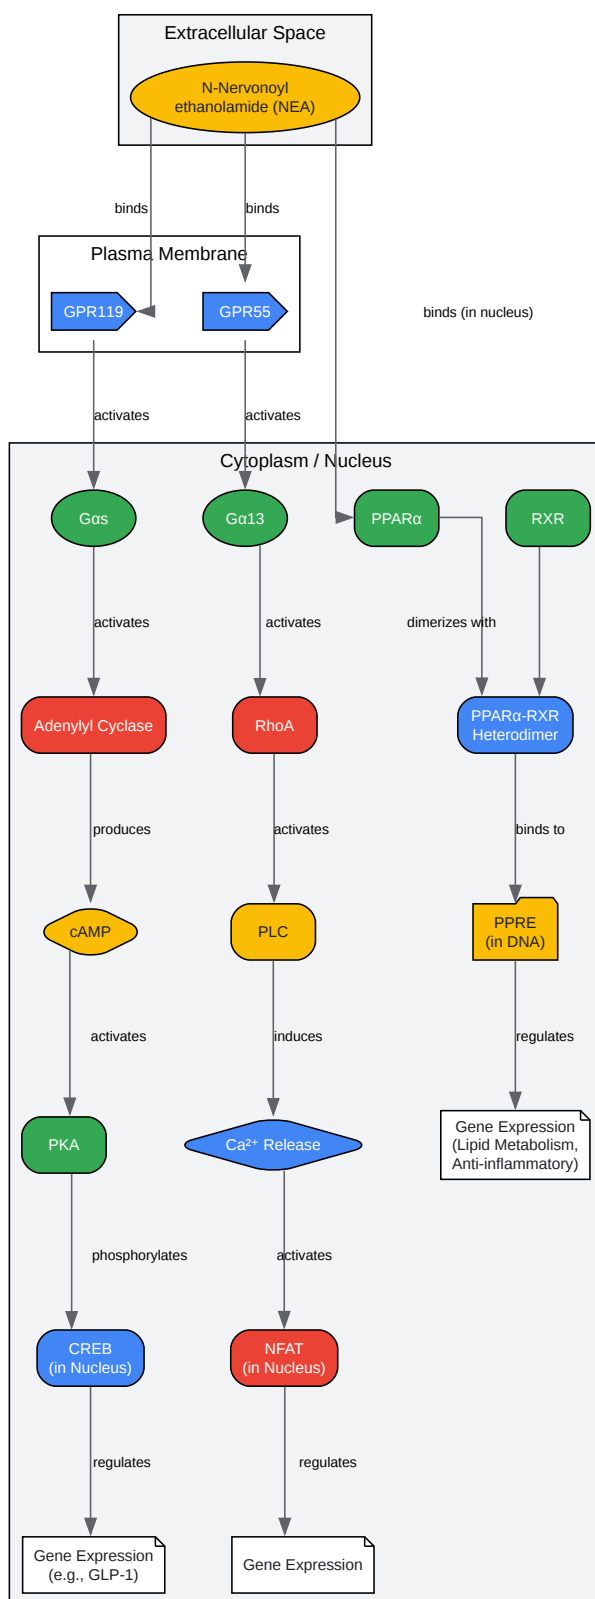 Extracellular Space
N-Nervonoyl
ethanolamide (NEA)
binds
binds
Plasma Membrane
GPR119
GPR55
binds (in nucleus)
activates
activates
Cytoplasm / Nucleus
Gαs
Gα13
PPARα
RXR
activates
activates
dimerizes with
Adenylyl Cyclase
RhoA
PPARα-RXR
Heterodimer
produces
activates
binds to
cAMP
PLC
PPRE
(in DNA)
activates
induces
regulates
PKA
Ca²⁺ Release
Gene Expression
(Lipid Metabolism,
Anti-inflammatory)
phosphorylates
activates
CREB
(in Nucleus)
NFAT
(in Nucleus)
regulates
regulates
Gene Expression
(e.g., GLP-1)
Gene Expression